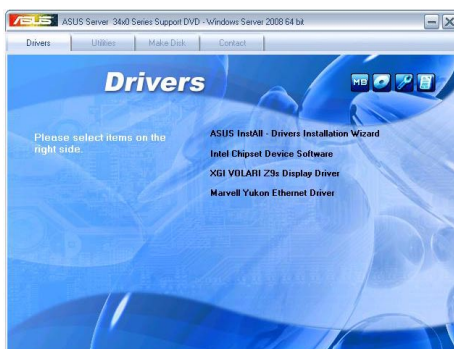 ASUS ASUS Server 34x0 Series Support DVD - Windows Server 2008 64 bit
Drivers Utilities Make Disk Contact
Drivers
MB
Please select items on the
right side.
ASUS InstAll - Drivers Installation Wizard
Intel Chipset Device Software
XGI VOLARI Z9s Display Driver
Marvell Yukon Ethernet Driver